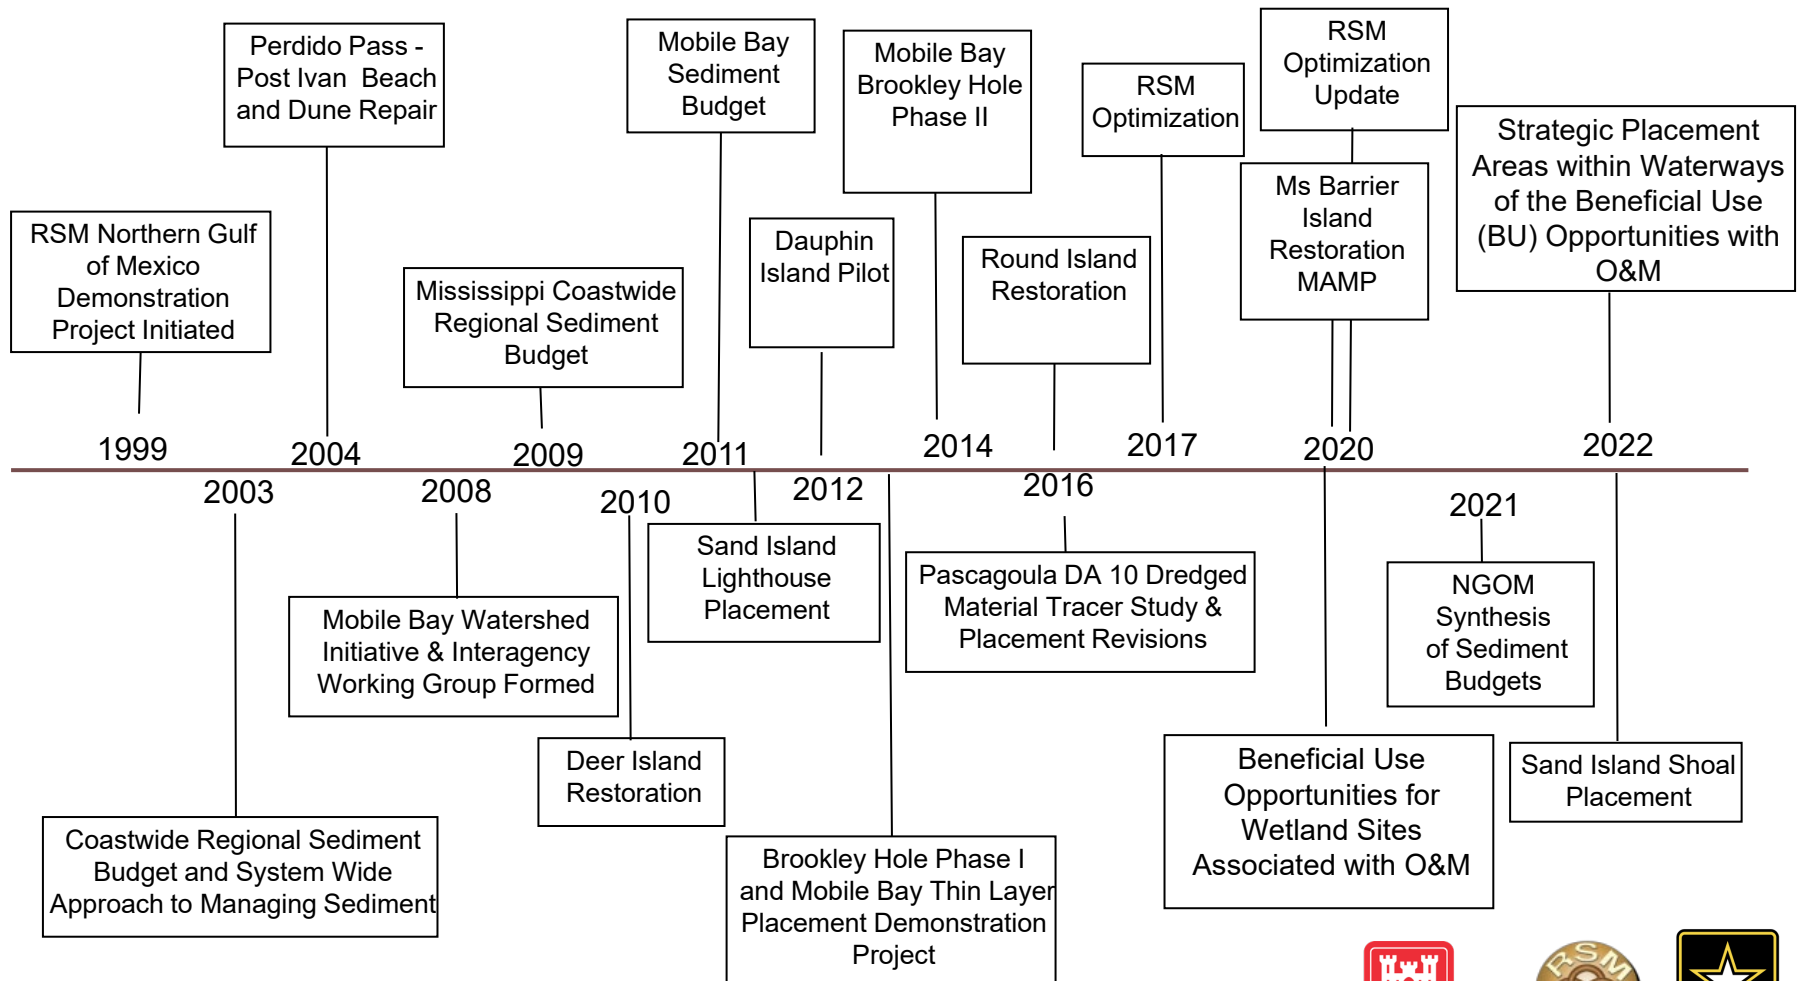 Perdido Pass -
Post Ivan Beach
and Dune Repair
Mobile Bay
Sediment
Budget
Mobile Bay
Brookley Hole
Phase II
RSM
Optimization
RSM
Optimization
Update
Strategic Placement
Areas within Waterways
of the Beneficial Use
(BU) Opportunities with
O&M
RSM Northern Gulf
of Mexico
Demonstration
Project Initiated
Mississippi Coastwide
Regional Sediment
Budget
Dauphin
Island Pilot
Round Island
Restoration
Ms Barrier
Island
Restoration
MAMP
1999
2004
2009
2011
2014
2017
2020
2022
2003
2008
2010
2012
2016
2021
Sand Island
Lighthouse
Placement
Pascagoula DA 10 Dredged
Material Tracer Study &
Placement Revisions
NGOM
Synthesis
of Sediment
Budgets
Mobile Bay Watershed
Initiative & Interagency
Working Group Formed
Deer Island
Restoration
Beneficial Use
Opportunities for
Wetland Sites
Associated with O&M
Sand Island Shoal
Placement
Coastwide Regional Sediment
Budget and System Wide
Approach to Managing Sediment
Brookley Hole Phase I
and Mobile Bay Thin Layer
Placement Demonstration
Project
RSM